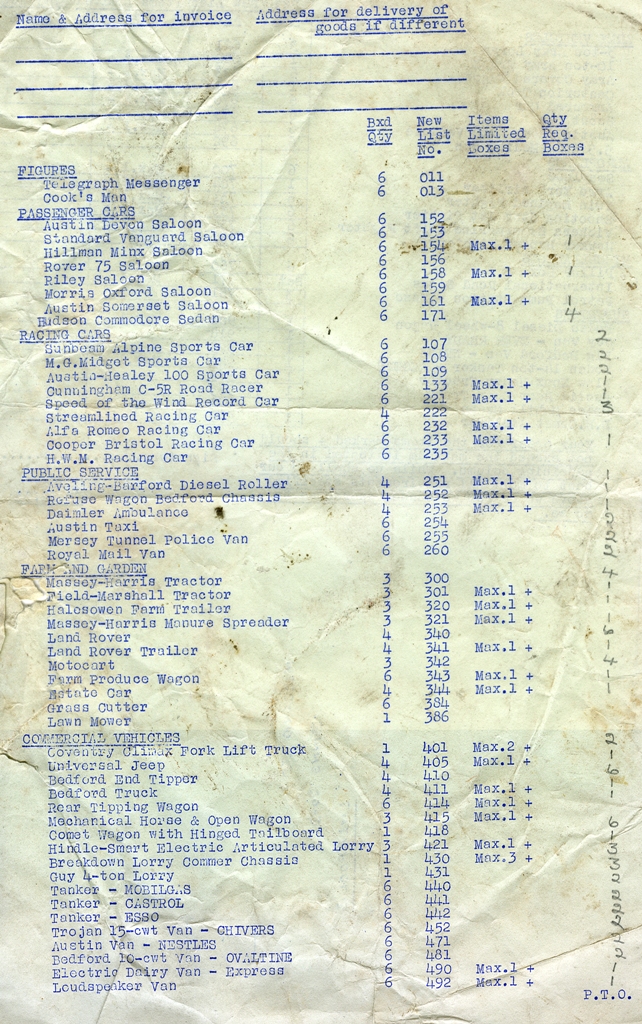 Name & Address for invoice Address for delivery of
goods if different
Bxd New Items Qty
Qty List Limited Req.
No. Boxes Boxes
FIGURES
Telegraph Messenger 6 011
Cook's Man 6 013
PASSENGER CARS
Austin Devon Saloon 6 152
Standard Vanguard Saloon 6 153
Hillman Minx Saloon 6 154 Max.1 + 1
Rover 75 Saloon 6 156
Riley Saloon 6 158 Max.1 + 1
Morris Oxford Saloon 6 159
Austin Somerset Saloon 6 161 Max.1 + 1
Hudson Commodore Sedan 6 171 4
RACING CARS
Sunbeam Alpine Sports Car 6 107 2
M.G.Midget Sports Car 6 108
Austin-Healey 100 Sports Car 6 109
Cunningham C-5R Road Racer 6 133 Max.1 +
Speed of the Wind Record Car 6 221 Max.1 +
Streamlined Racing Car 4 222
Alfa Romeo Racing Car 6 232 Max.1 +
Cooper Bristol Racing Car 6 233 Max.1 +
H.W.M. Racing Car 6 235
PUBLIC SERVICE
Aveling-Barford Diesel Roller 4 251 Max.1 +
Refuse Wagon Bedford Chassis 4 252 Max.1 +
Daimler Ambulance 4 253 Max.1 +
Austin Taxi 6 254
Mersey Tunnel Police Van 6 255
Royal Mail Van 6 260
FARM AND GARDEN
Massey-Harris Tractor 3 300
Field-Marshall Tractor 3 301 Max.1 +
Halesowen Farm Trailer 3 320 Max.1 +
Massey-Harris Manure Spreader 3 321 Max.1 +
Land Rover 4 340
Land Rover Trailer 4 341 Max.1 +
Motocart 3 342
Farm Produce Wagon 6 343 Max.1 +
Estate Car 4 344 Max.1 +
Grass Cutter 6 384
Lawn Mower 1 386
COMMERCIAL VEHICLES
Coventry Climax Fork Lift Truck 1 401 Max.2 +
Universal Jeep 4 405 Max.1 +
Bedford End Tipper 4 410
Bedford Truck 4 411 Max.1 +
Rear Tipping Wagon 6 414 Max.1 +
Mechanical Horse & Open Wagon 3 415 Max.1 +
Comet Wagon with Hinged Tailboard 1 418
Hindle-Smart Electric Articulated Lorry 3 421 Max.1 +
Breakdown Lorry Commer Chassis 1 430 Max.3 +
Guy 4-ton Lorry 1 431
Tanker - MOBILGAS 6 440
Tanker - CASTROL 6 441
Tanker - ESSO 6 442
Trojan 15-cwt Van - CHIVERS 6 452
Austin Van - NESTLES 6 471
Bedford 10-cwt Van - OVALTINE 6 481
Electric Dairy Van - Express 6 490 Max.1 +
Loudspeaker Van 6 492 Max.1 +
P.T.O.